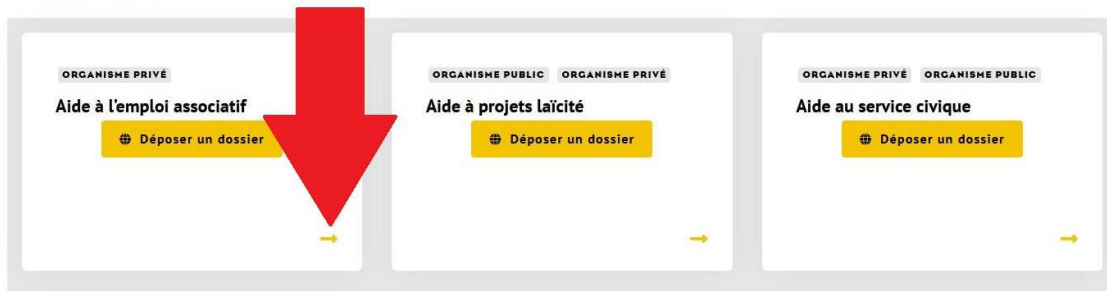 ORGANISME PRIVÉ
Aide à l'emploi associatif
Déposer un dossier
ORGANISME PUBLIC ORGANISME PRIVÉ
Aide à projets laïcité
Déposer un dossier
ORGANISME PRIVÉ ORGANISME PUBLIC
Aide au service civique
Déposer un dossier